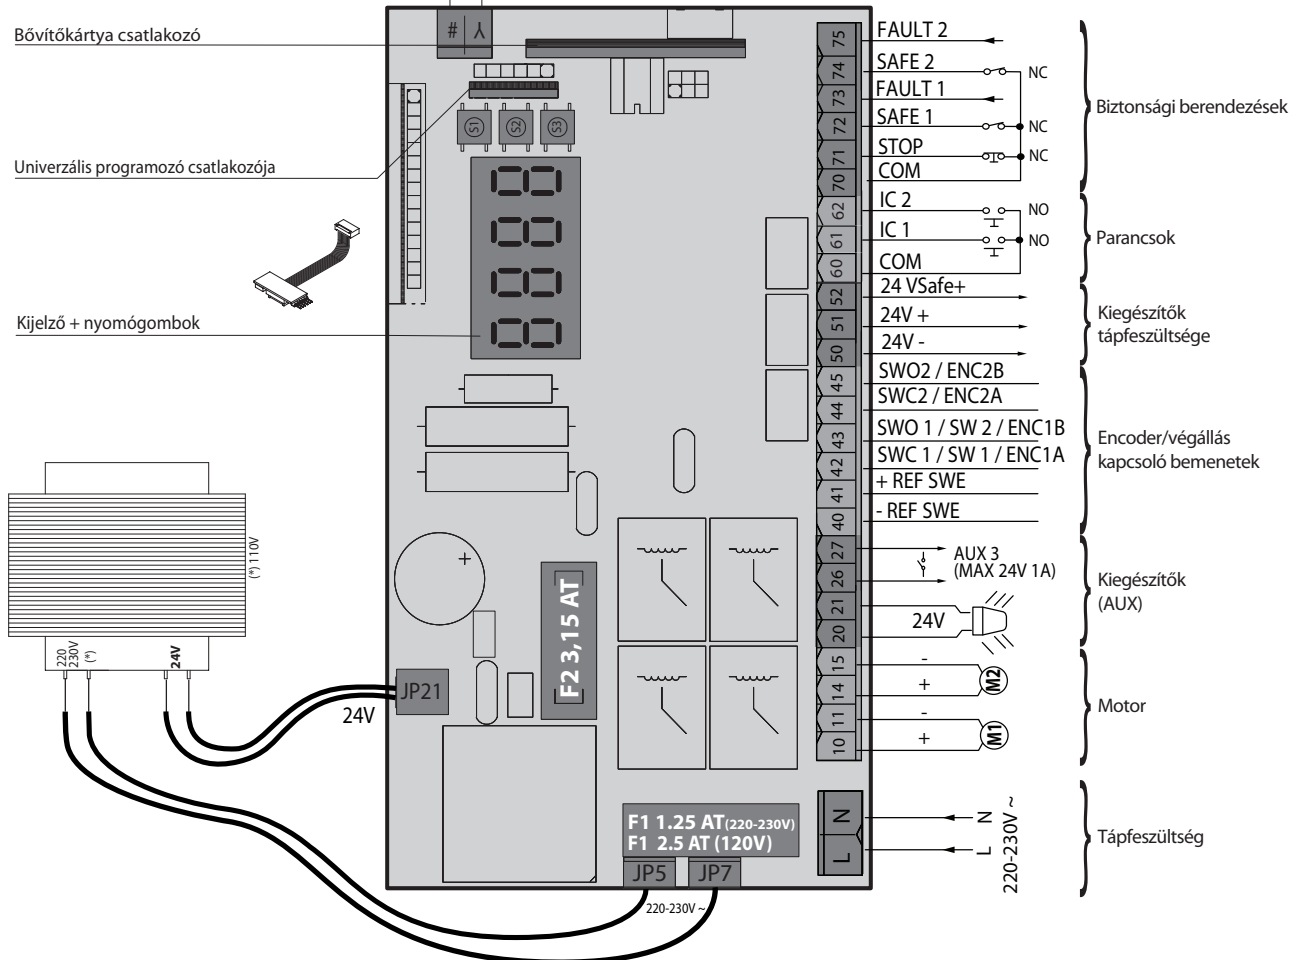 # Y
Bővítőkártya csatlakozó
Univerzális programozó csatlakozója
Kijelző + nyomógombok
S1 S2 S3
75 FAULT 2
74 SAFE 2 NC
73 FAULT 1
72 SAFE 1 NC
71 STOP NC
70 COM
Biztonsági berendezések
62 IC 2 NO
61 IC 1 NO
60 COM
Parancsok
52 24 VSafe+
51 24V +
50 24V -
Kiegészítők
tápfeszültsége
45 SWO2 / ENC2B
44 SWC2 / ENC2A
43 SWO 1 / SW 2 / ENC1B
42 SWC 1 / SW 1 / ENC1A
41 + REF SWE
40 - REF SWE
Encoder/végállás
kapcsoló bemenetek
27 AUX 3
26 (MAX 24V 1A)
21
20 24V
Kiegészítők
(AUX)
15 -
14 + M2
11 -
10 + M1
Motor
N N
L L
220-230V ~
Tápfeszültség
(*) 110V
220
230V
(*)
24V
24V
JP21
+
F2 3,15 AT
F1 1.25 AT(220-230V)
F1 2.5 AT (120V)
JP5 JP7
220-230V ~